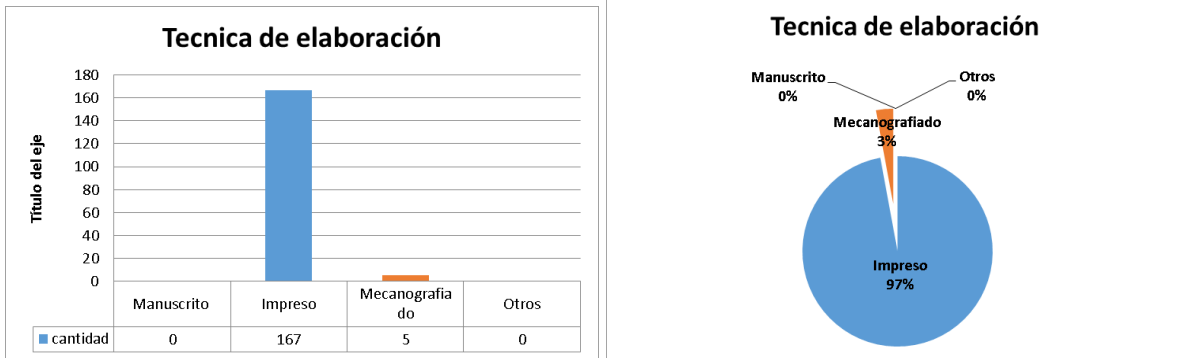 Tecnica de elaboración
Título del eje
180
160
140
120
100
80
60
40
20
0
Manuscrito Impreso Mecanografia
do Otros
cantidad 0 167 5 0
Tecnica de elaboración
Manuscrito
0%
Otros
0%
Mecanografiado
3%
Impreso
97%